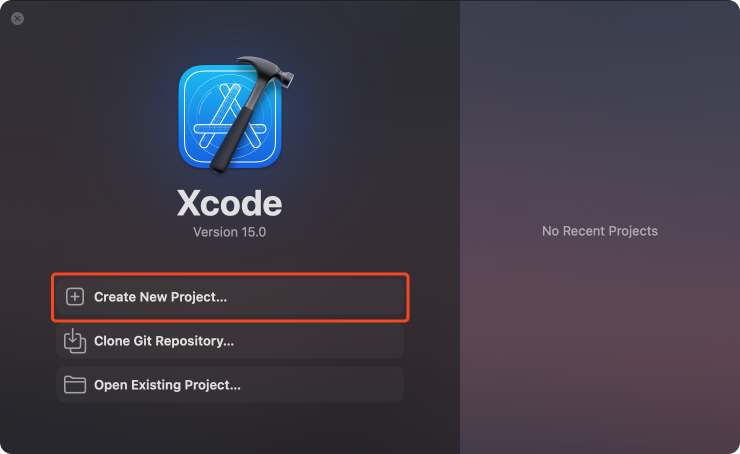 Xcode
Version 15.0
Create New Project...
Clone Git Repository...
Open Existing Project...
No Recent Projects